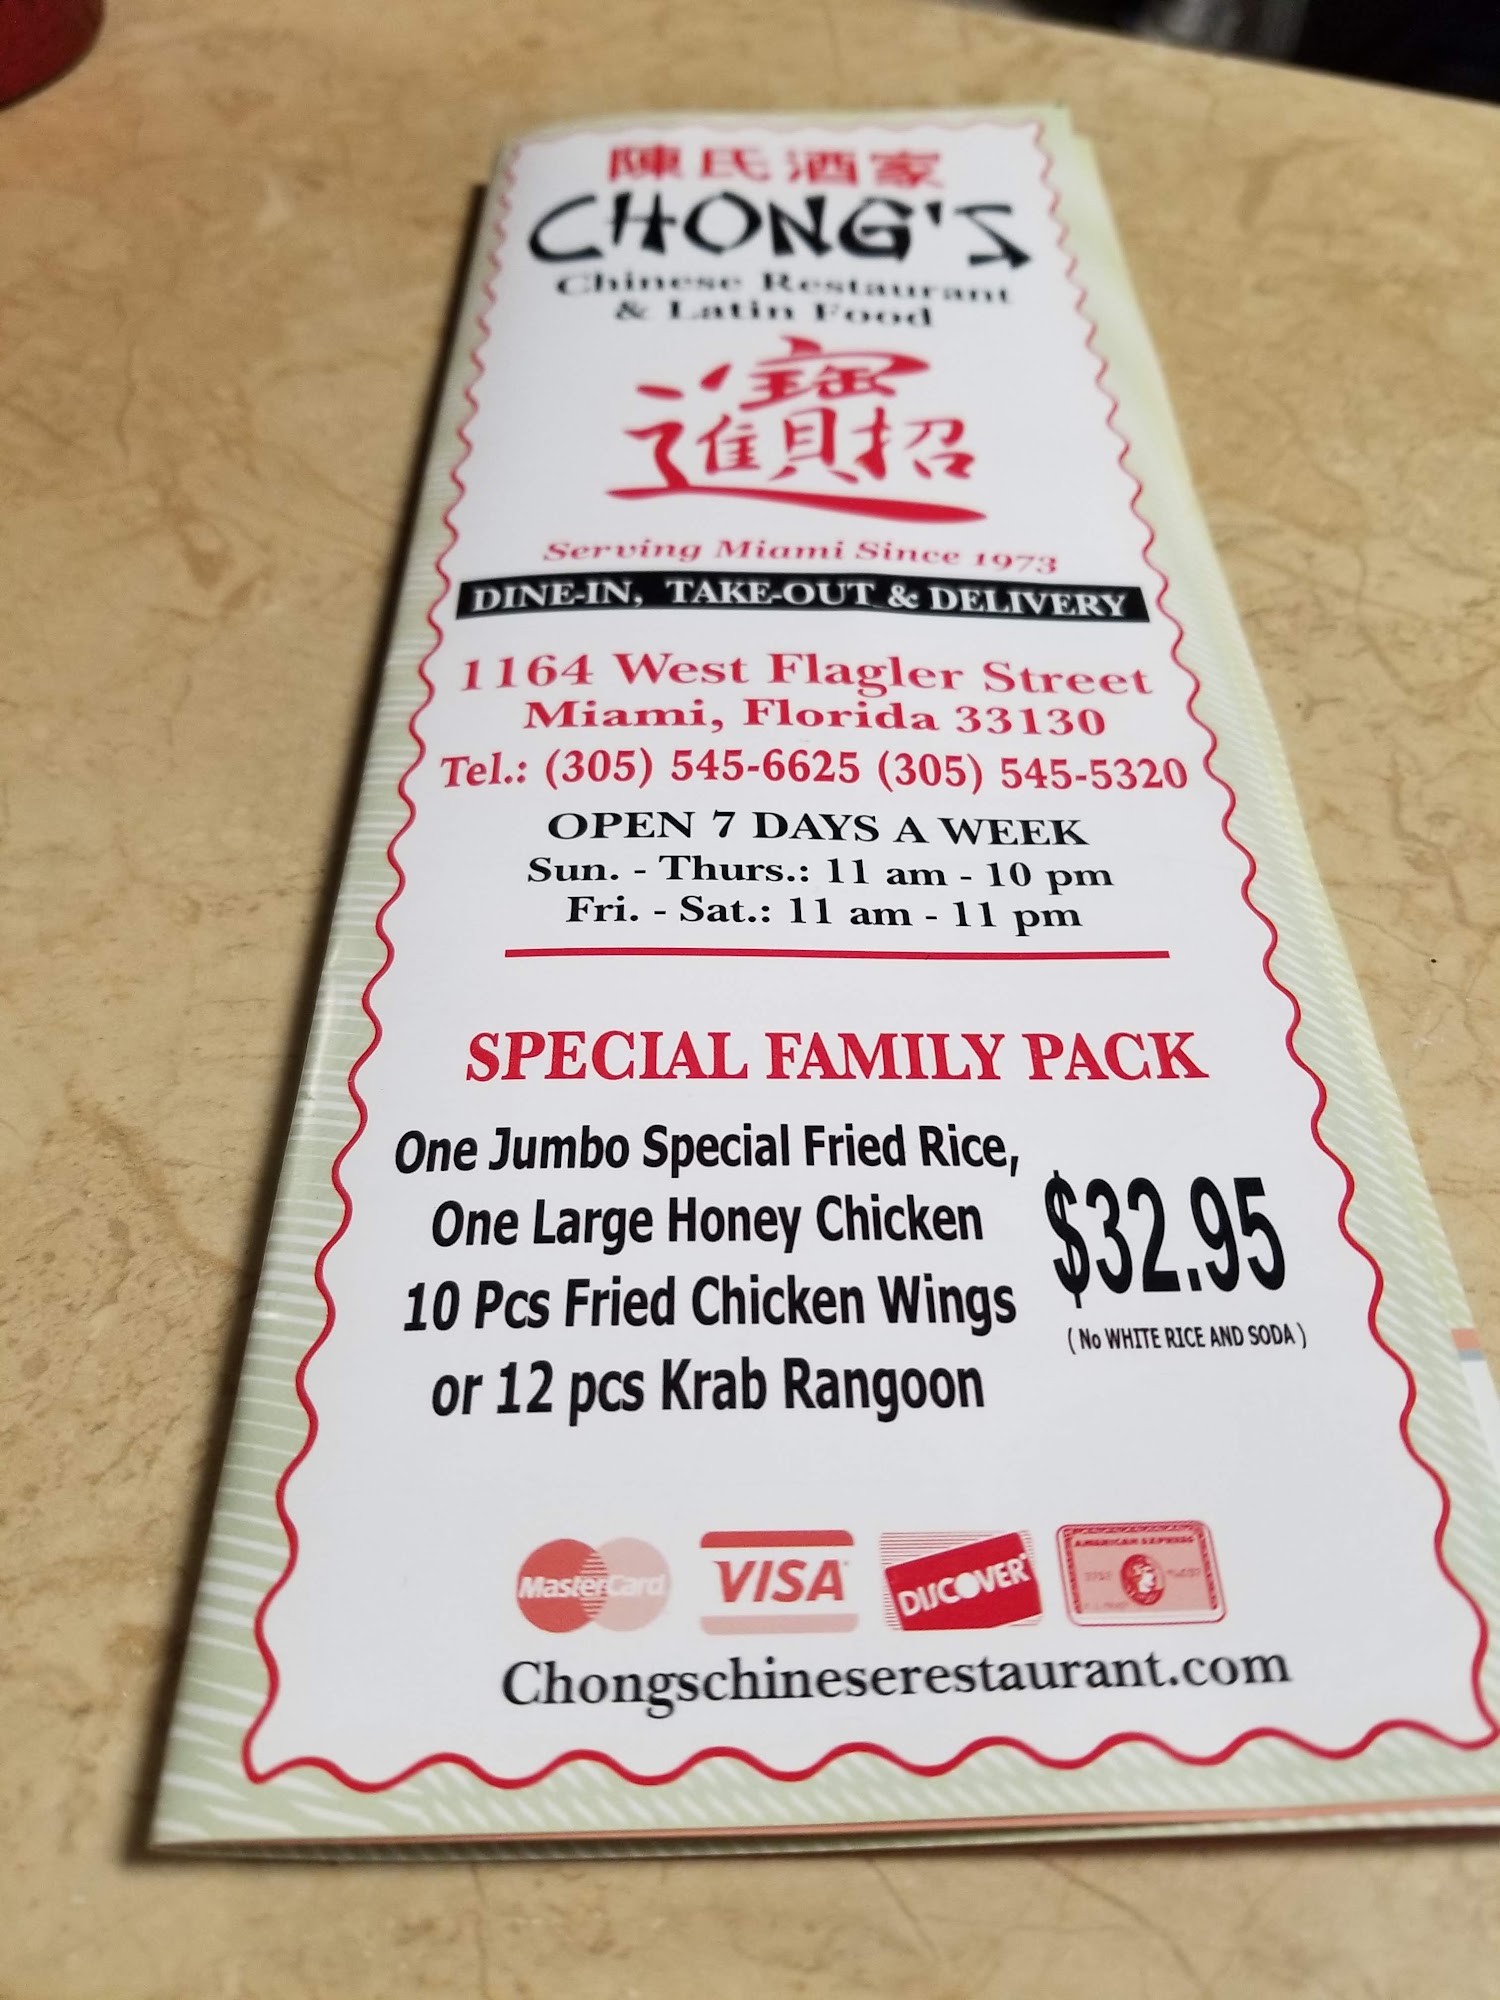 陳氏酒家
CHONG'S
Chinese Restaurant
& Latin Food
招財進寶
Serving Miami Since 1973
DINE-IN, TAKE-OUT & DELIVERY
1164 West Flagler Street
Miami, Florida 33130
Tel.: (305) 545-6625 (305) 545-5320
OPEN 7 DAYS A WEEK
Sun. - Thurs.: 11 am - 10 pm
Fri. - Sat.: 11 am - 11 pm
SPECIAL FAMILY PACK
One Jumbo Special Fried Rice,
One Large Honey Chicken
10 Pcs Fried Chicken Wings
or 12 pcs Krab Rangoon
$32.95
( No WHITE RICE AND SODA )
MasterCard VISA DISCOVER AMERICAN EXPRESS
Chongschineserestaurant.com